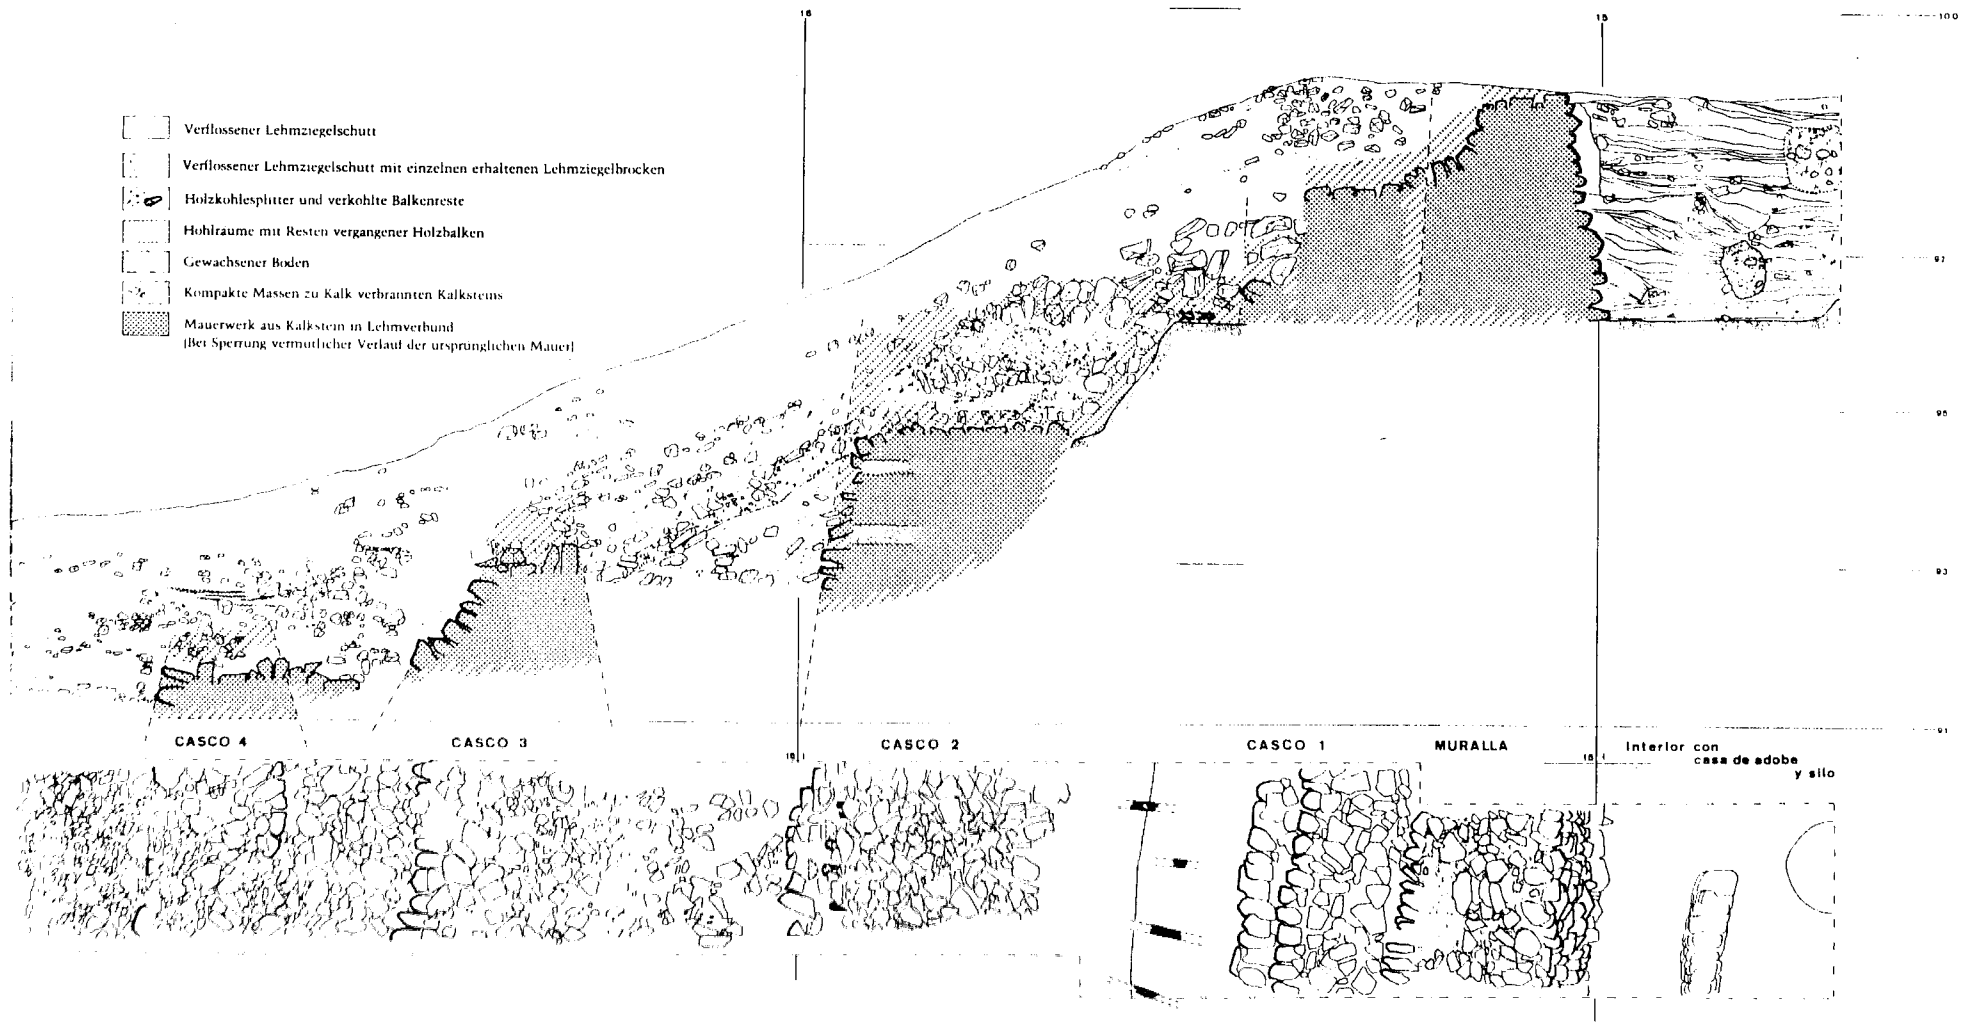 16
15
100
Verflossener Lehmziegelschutt
Verflossener Lehmziegelschutt mit einzelnen erhaltenen Lehmziegelbrocken
Holzkohlesplitter und verkohlte Balkenreste
Hohlraume mit Resten vergangener Holzbalken
Gewachsener Boden
Kompakte Massen zu Kalk verbrannten Kalksteins
Mauerwerk aus Kalkstein in Lehmverbund
(Bei Sperrung vermutlicher Verlauf der ursprunglichen Mauer)
97
95
93
91
CASCO 4
CASCO 3
CASCO 2
CASCO 1
MURALLA
Interior con
casa de adobe
y silo